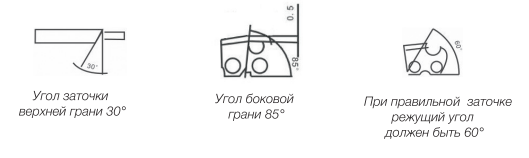 30°
0.5
85°
60°
Угол заточки
верхней грани 30°
Угол боковой
грани 85°
При правильной заточке
режущий угол
должен быть 60°